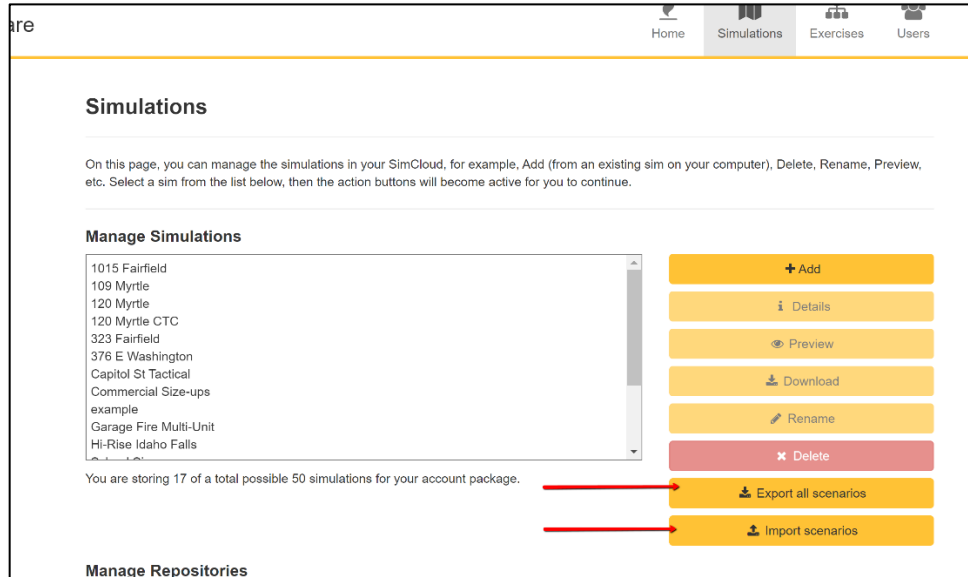 are
Home
Simulations
Exercises
Users
Simulations
On this page, you can manage the simulations in your SimCloud, for example, Add (from an existing sim on your computer), Delete, Rename, Preview,
etc. Select a sim from the list below, then the action buttons will become active for you to continue.
Manage Simulations
1015 Fairfield
109 Myrtle
120 Myrtle
120 Myrtle CTC
323 Fairfield
376 E Washington
Capitol St Tactical
Commercial Size-ups
example
Garage Fire Multi-Unit
Hi-Rise Idaho Falls
You are storing 17 of a total possible 50 simulations for your account package.
Add
Details
Preview
Download
Rename
Delete
Export all scenarios
Import scenarios
Manage Repositories